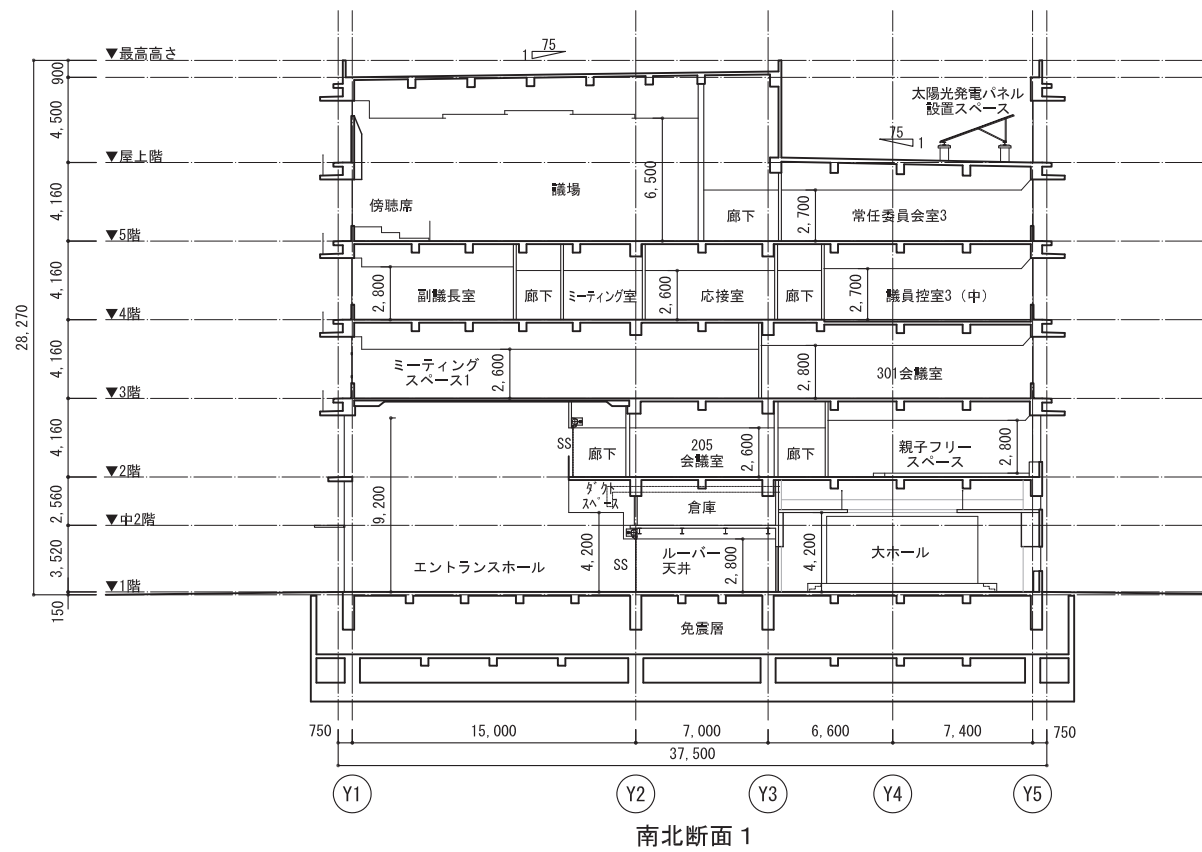 ▼最高高さ
75
1
900
4,500
太陽光発電パネル
設置スペース
75
1
▼屋上階
6,500
4,160
議場
傍聴席
廊下
2,700
常任委員会室3
▼5階
4,160
2,800
副議長室
廊下
ミーティング室
2,600
応接室
廊下
2,700
議員控室3（中）
▼4階
28,270
4,160
ミーティング
スペース1
2,600
2,800
301会議室
▼3階
4,160
SS
廊下
205
会議室
2,600
廊下
親子フリー
スペース
2,800
▼2階
2,560
9,200
ダクト
スペース
倉庫
▼中2階
3,520
エントランスホール
4,200
SS
ルーバー
天井
2,800
4,200
大ホール
▼1階
150
免震層
750
15,000
7,000
6,600
7,400
750
37,500
Y1
Y2
Y3
Y4
Y5
南北断面1